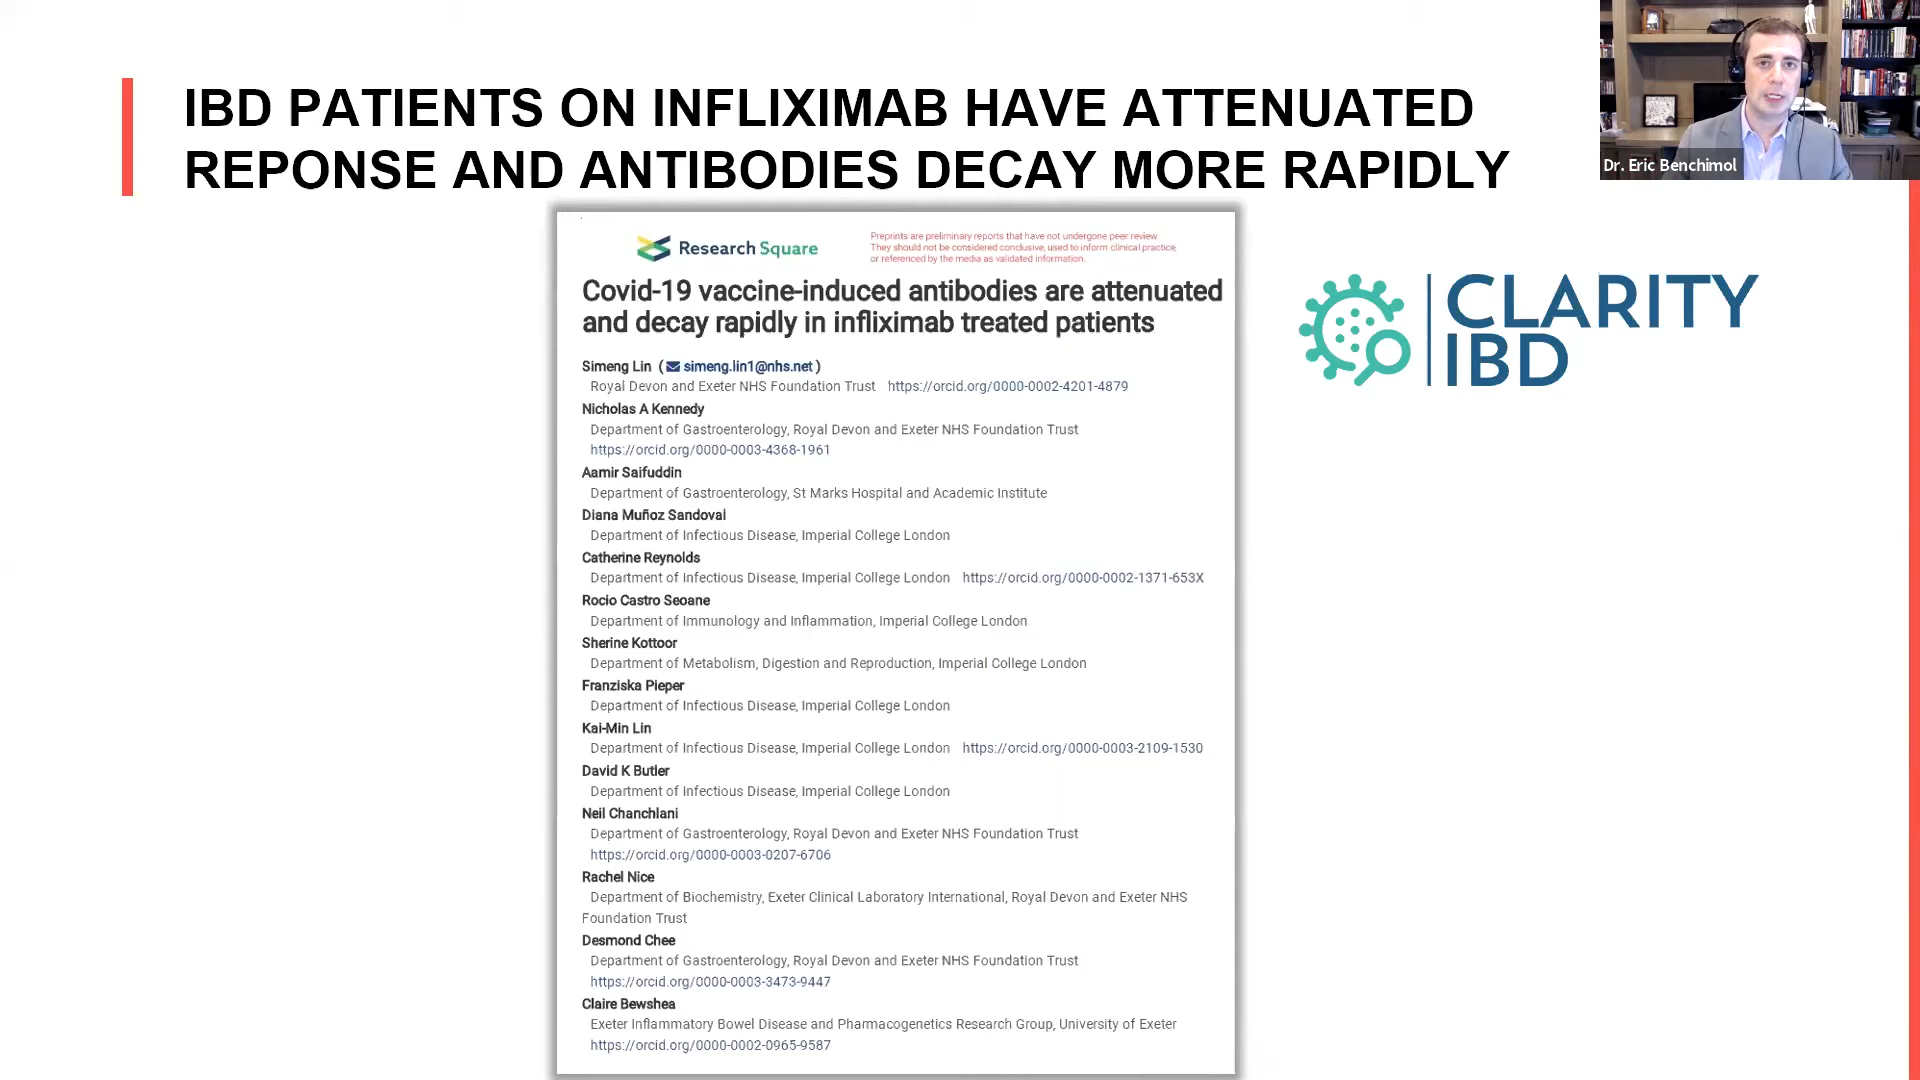 IBD PATIENTS ON INFLIXIMAB HAVE ATTENUATED
REPONSE AND ANTIBODIES DECAY MORE RAPIDLY
Dr. Eric Benchimol
Research Square
Preprints are preliminary reports that have not undergone peer review.
They should not be considered conclusive, used to inform clinical practice,
or referenced by the media as validated information.
Covid-19 vaccine-induced antibodies are attenuated
and decay rapidly in infliximab treated patients
CLARITY
IBD
Simeng Lin ( simeng.lin1@nhs.net )
Royal Devon and Exeter NHS Foundation Trust https://orcid.org/0000-0002-4201-4879
Nicholas A Kennedy
Department of Gastroenterology, Royal Devon and Exeter NHS Foundation Trust
https://orcid.org/0000-0003-4368-1961
Aamir Saifuddin
Department of Gastroenterology, St Marks Hospital and Academic Institute
Diana Muñoz Sandoval
Department of Infectious Disease, Imperial College London
Catherine Reynolds
Department of Infectious Disease, Imperial College London https://orcid.org/0000-0002-1371-653X
Rocio Castro Seoane
Department of Immunology and Inflammation, Imperial College London
Sherine Kottoor
Department of Metabolism, Digestion and Reproduction, Imperial College London
Franziska Pieper
Department of Infectious Disease, Imperial College London
Kai-Min Lin
Department of Infectious Disease, Imperial College London https://orcid.org/0000-0003-2109-1530
David K Butler
Department of Infectious Disease, Imperial College London
Neil Chanchlani
Department of Gastroenterology, Royal Devon and Exeter NHS Foundation Trust
https://orcid.org/0000-0003-0207-6706
Rachel Nice
Department of Biochemistry, Exeter Clinical Laboratory International, Royal Devon and Exeter NHS
Foundation Trust
Desmond Chee
Department of Gastroenterology, Royal Devon and Exeter NHS Foundation Trust
https://orcid.org/0000-0003-3473-9447
Claire Bewshea
Exeter Inflammatory Bowel Disease and Pharmacogenetics Research Group, University of Exeter
https://orcid.org/0000-0002-0965-9587